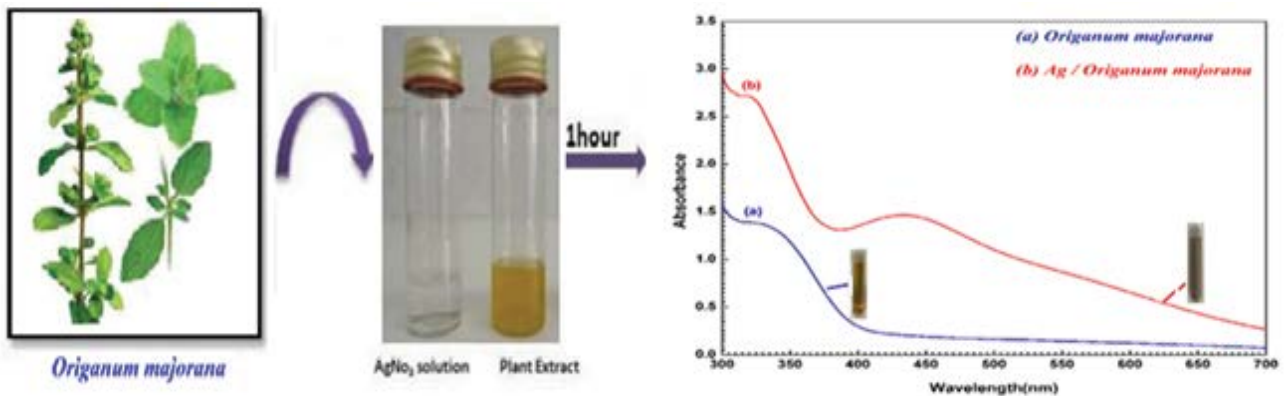 Origanum majorana
AgNo₃ solution
Plant Extract
1hour
(a) Origanum majorana
(b) Ag / Origanum majorana
(b)
(a)
Absorbance
3.5
3.0
2.5
2.0
1.5
1.0
0.5
0.0
300 350 400 450 500 550 600 650 700
Wavelength(nm)